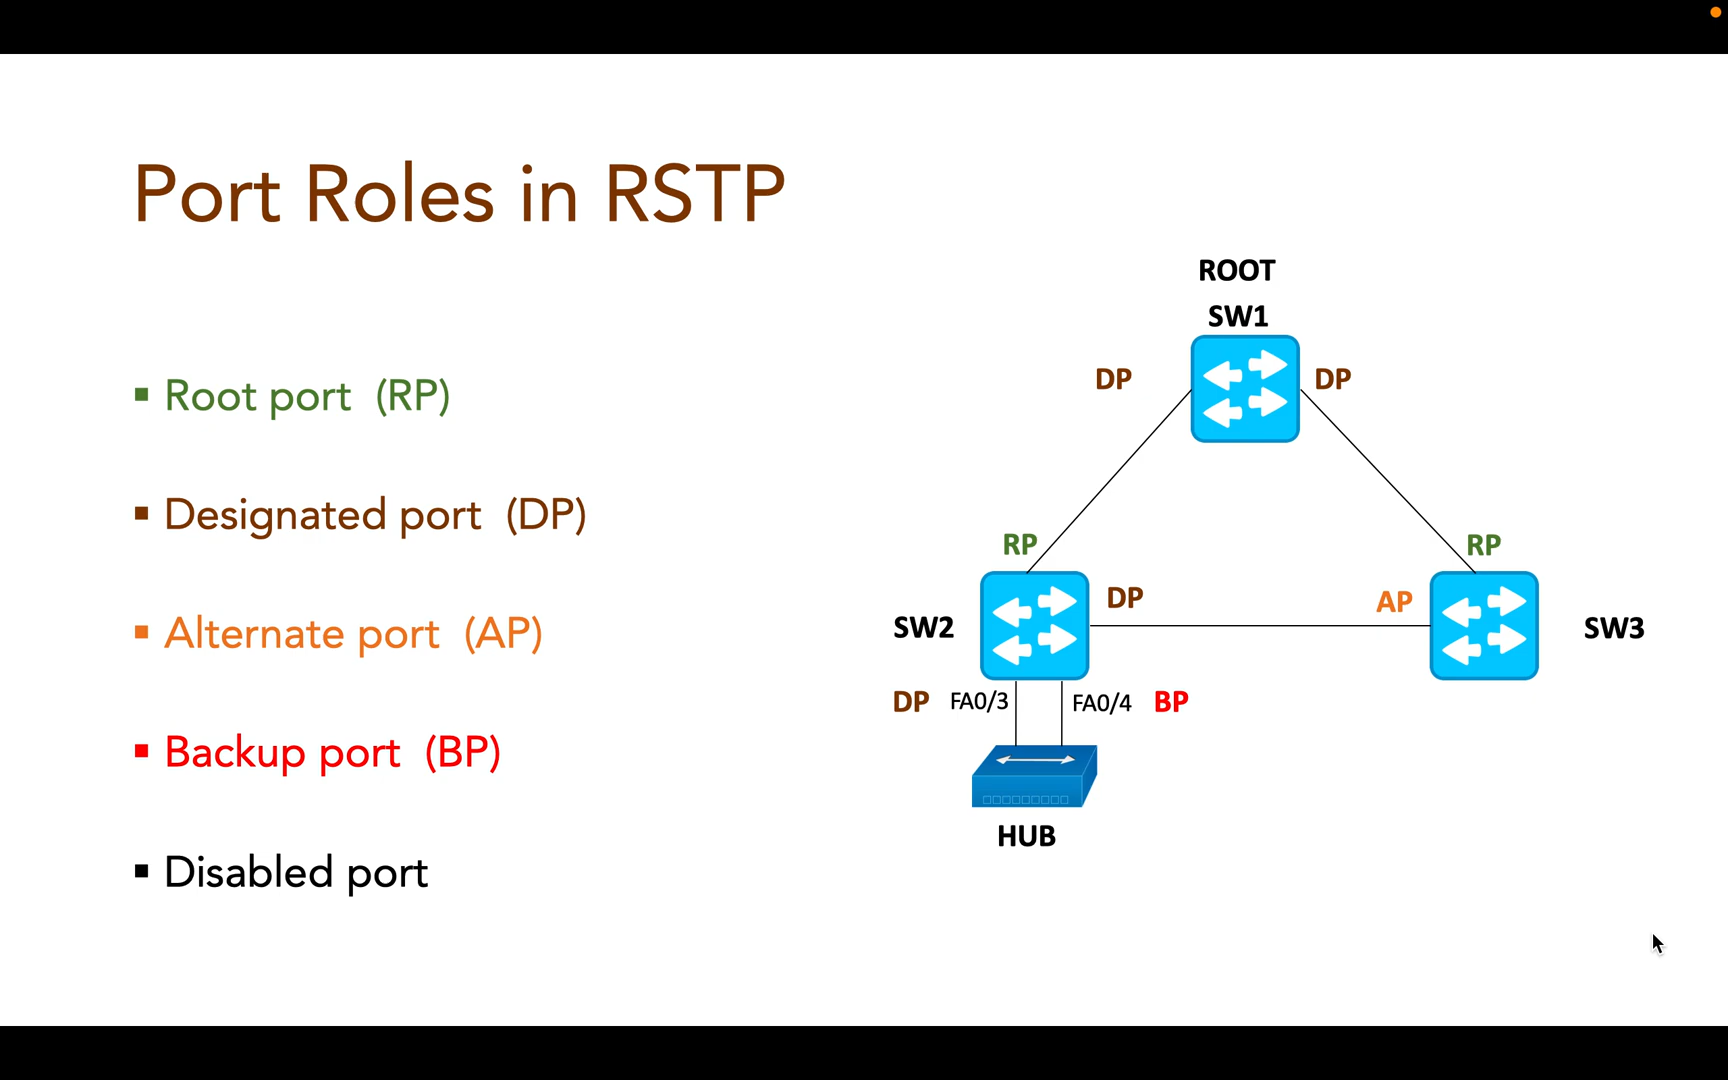 Port Roles in RSTP
▪ Root port (RP)
▪ Designated port (DP)
▪ Alternate port (AP)
▪ Backup port (BP)
▪ Disabled port
ROOT
SW1
DP
DP
RP
RP
DP
AP
SW2
SW3
DP FA0/3 FA0/4 BP
HUB